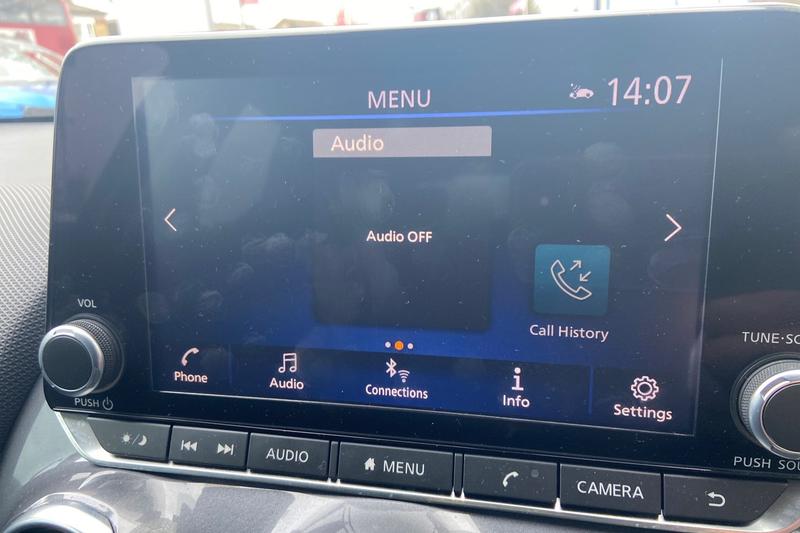 MENU
14:07
Audio
Audio OFF
Call History
VOL
TUNE·SC
Phone
Audio
Connections
Info
Settings
PUSH
PUSH SOU
AUDIO
MENU
CAMERA